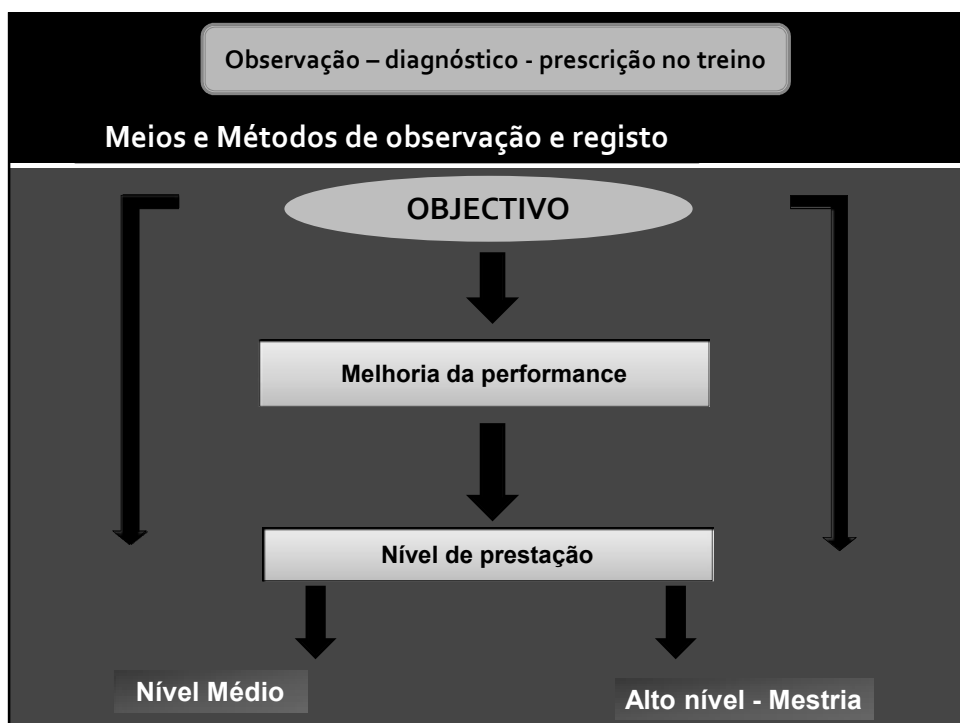 Observação – diagnóstico - prescrição no treino
Meios e Métodos de observação e registo
OBJECTIVO
Melhoria da performance
Nível de prestação
Nível Médio
Alto nível - Mestria